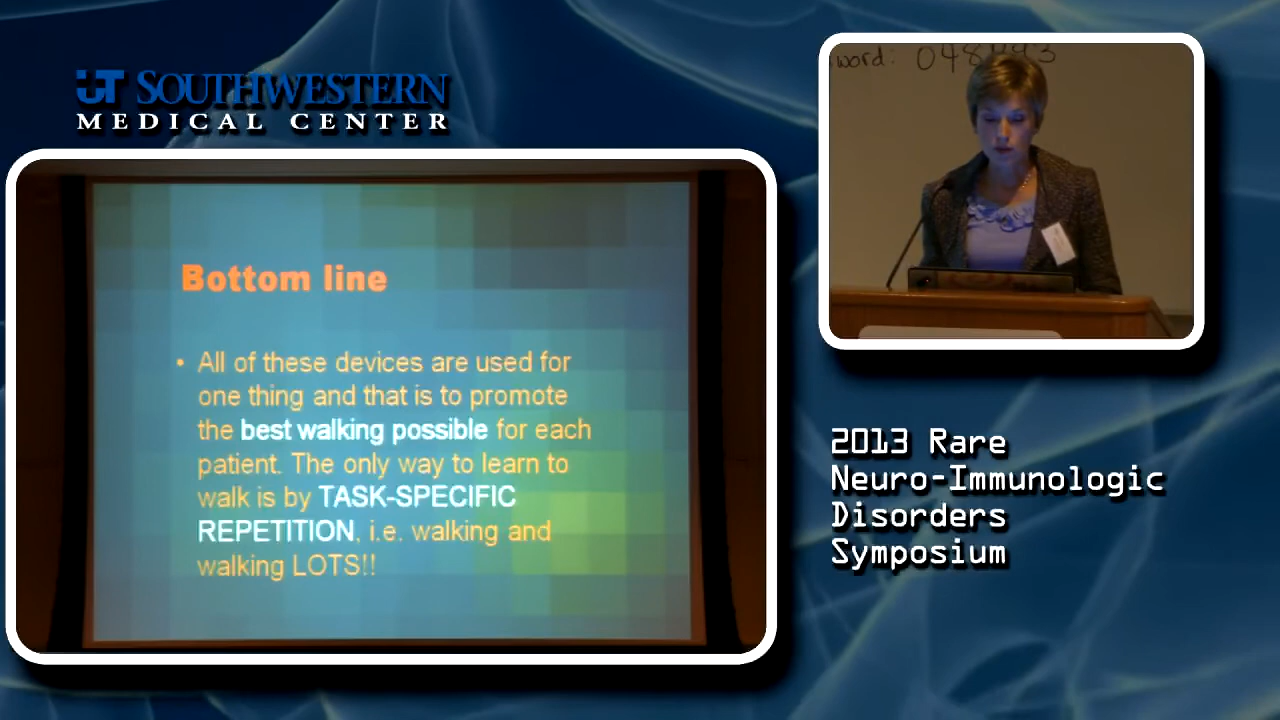 UT SOUTHWESTERN
MEDICAL CENTER
Bottom line
• All of these devices are used for
one thing and that is to promote
the best walking possible for each
patient. The only way to learn to
walk is by TASK-SPECIFIC
REPETITION, i.e. walking and
walking LOTS!!
2013 Rare
Neuro-Immunologic
Disorders
Symposium